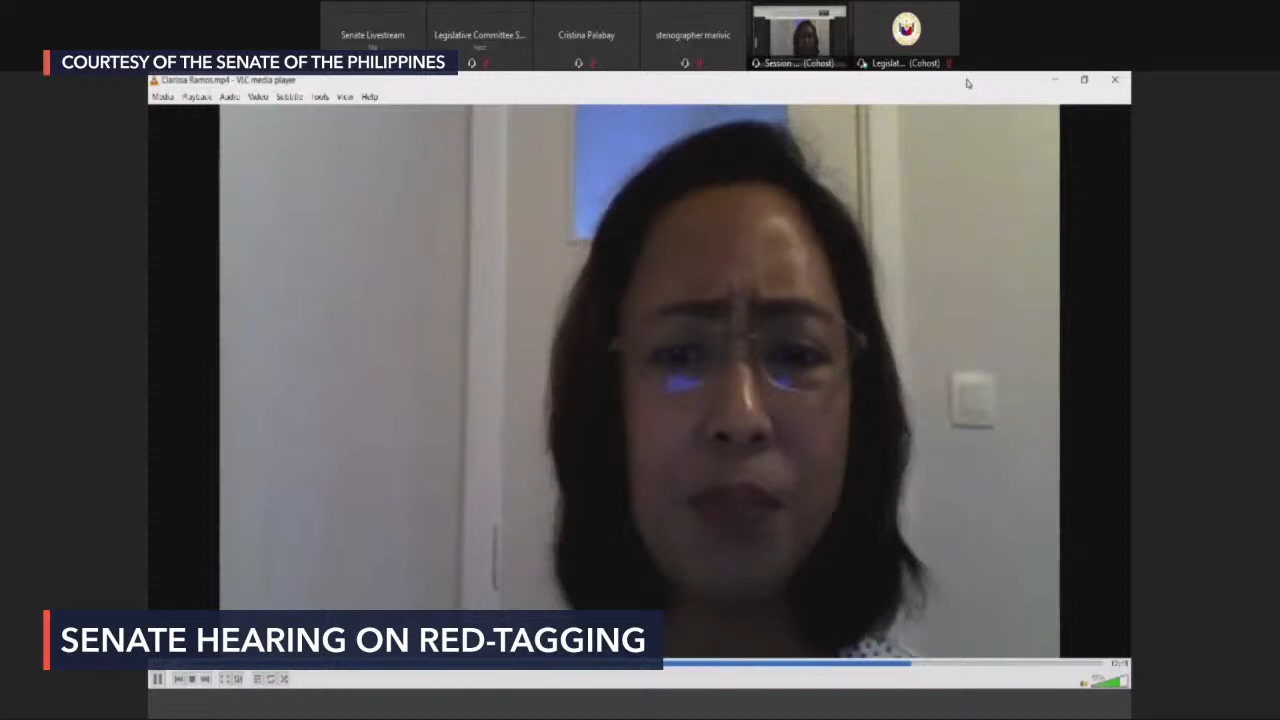 Senate Livestream
Legislative Committee S...
Host
Cristina Palabay
stenographer marivic
Session ... (Cohost)
Legislat... (Cohost)
COURTESY OF THE SENATE OF THE PHILIPPINES
Clarissa Ramos.mp4 - VLC media player
Media Playback Audio Video Subtitle Tools View Help
SENATE HEARING ON RED-TAGGING